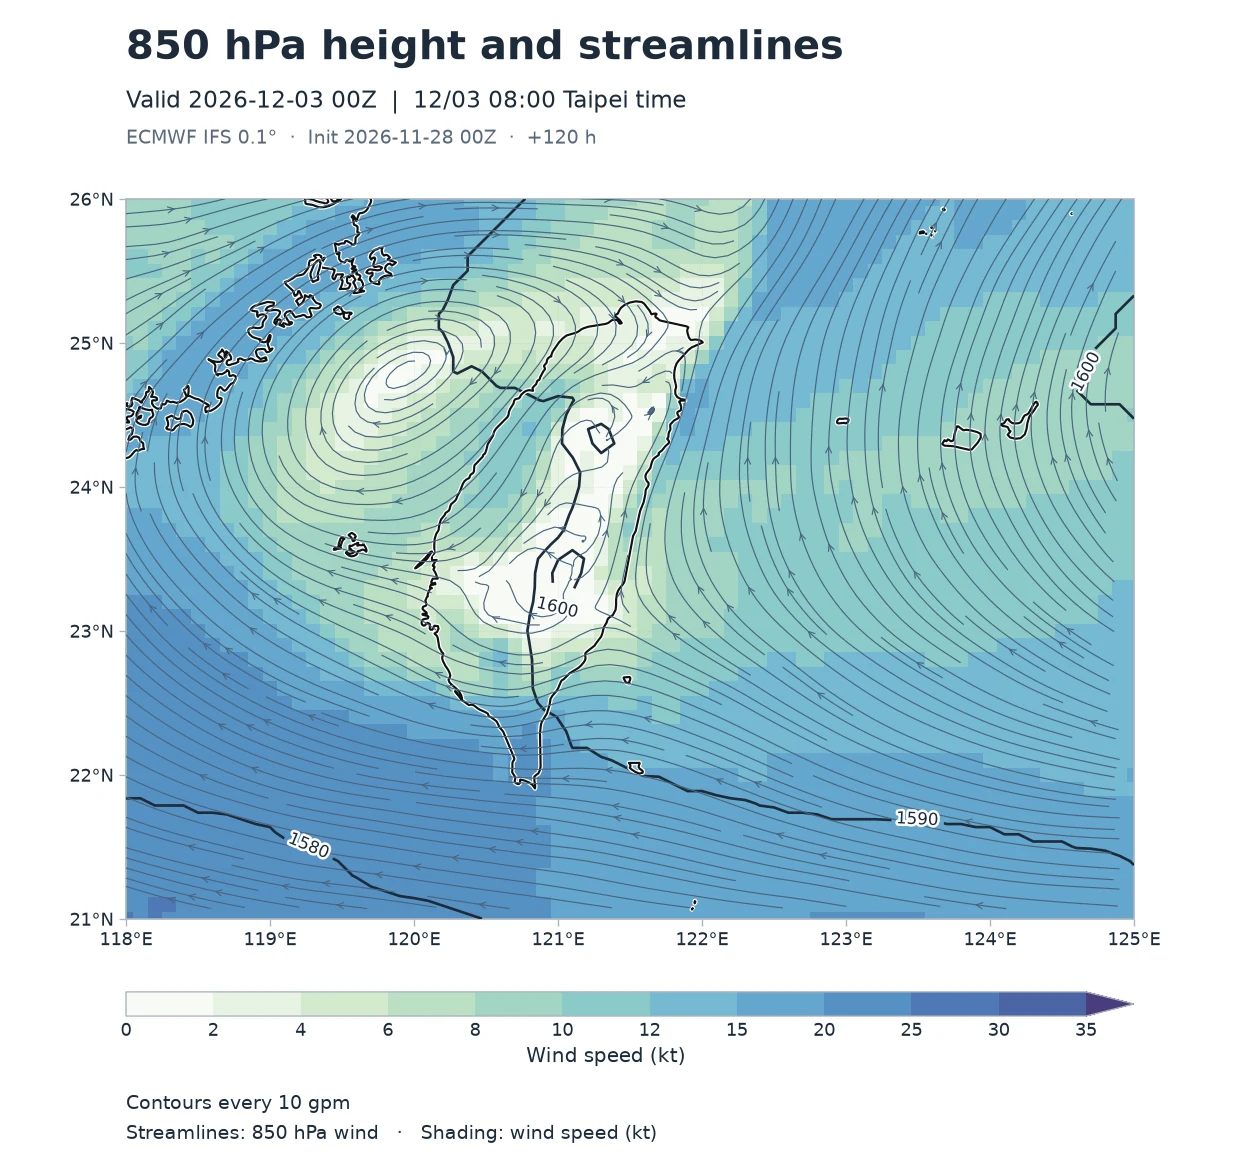 850 hPa height and streamlines
Valid 2026-12-03 00Z | 12/03 08:00 Taipei time
ECMWF IFS 0.1° · Init 2026-11-28 00Z · +120 h
26°N
25°N
1600
24°N
23°N
1600
22°N
1590
1580
21°N
118°E 119°E 120°E 121°E 122°E 123°E 124°E 125°E
0 2 4 6 8 10 12 15 20 25 30 35
Wind speed (kt)
Contours every 10 gpm
Streamlines: 850 hPa wind · Shading: wind speed (kt)